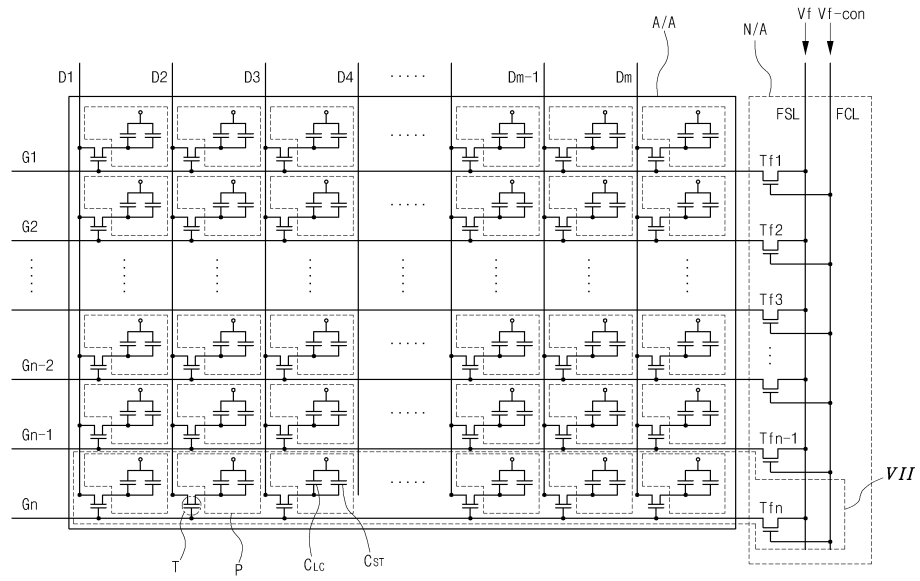 Vf Vf-con
A/A N/A
D1 D2 D3 D4 ····· Dm-1 Dm
FSL FCL
G1 ····· Tf1
G2 ····· Tf2
Tf3
Gn-2 ·····
Gn-1 ····· Tfn-1
VII
Gn ····· Tfn
T P CLC CST